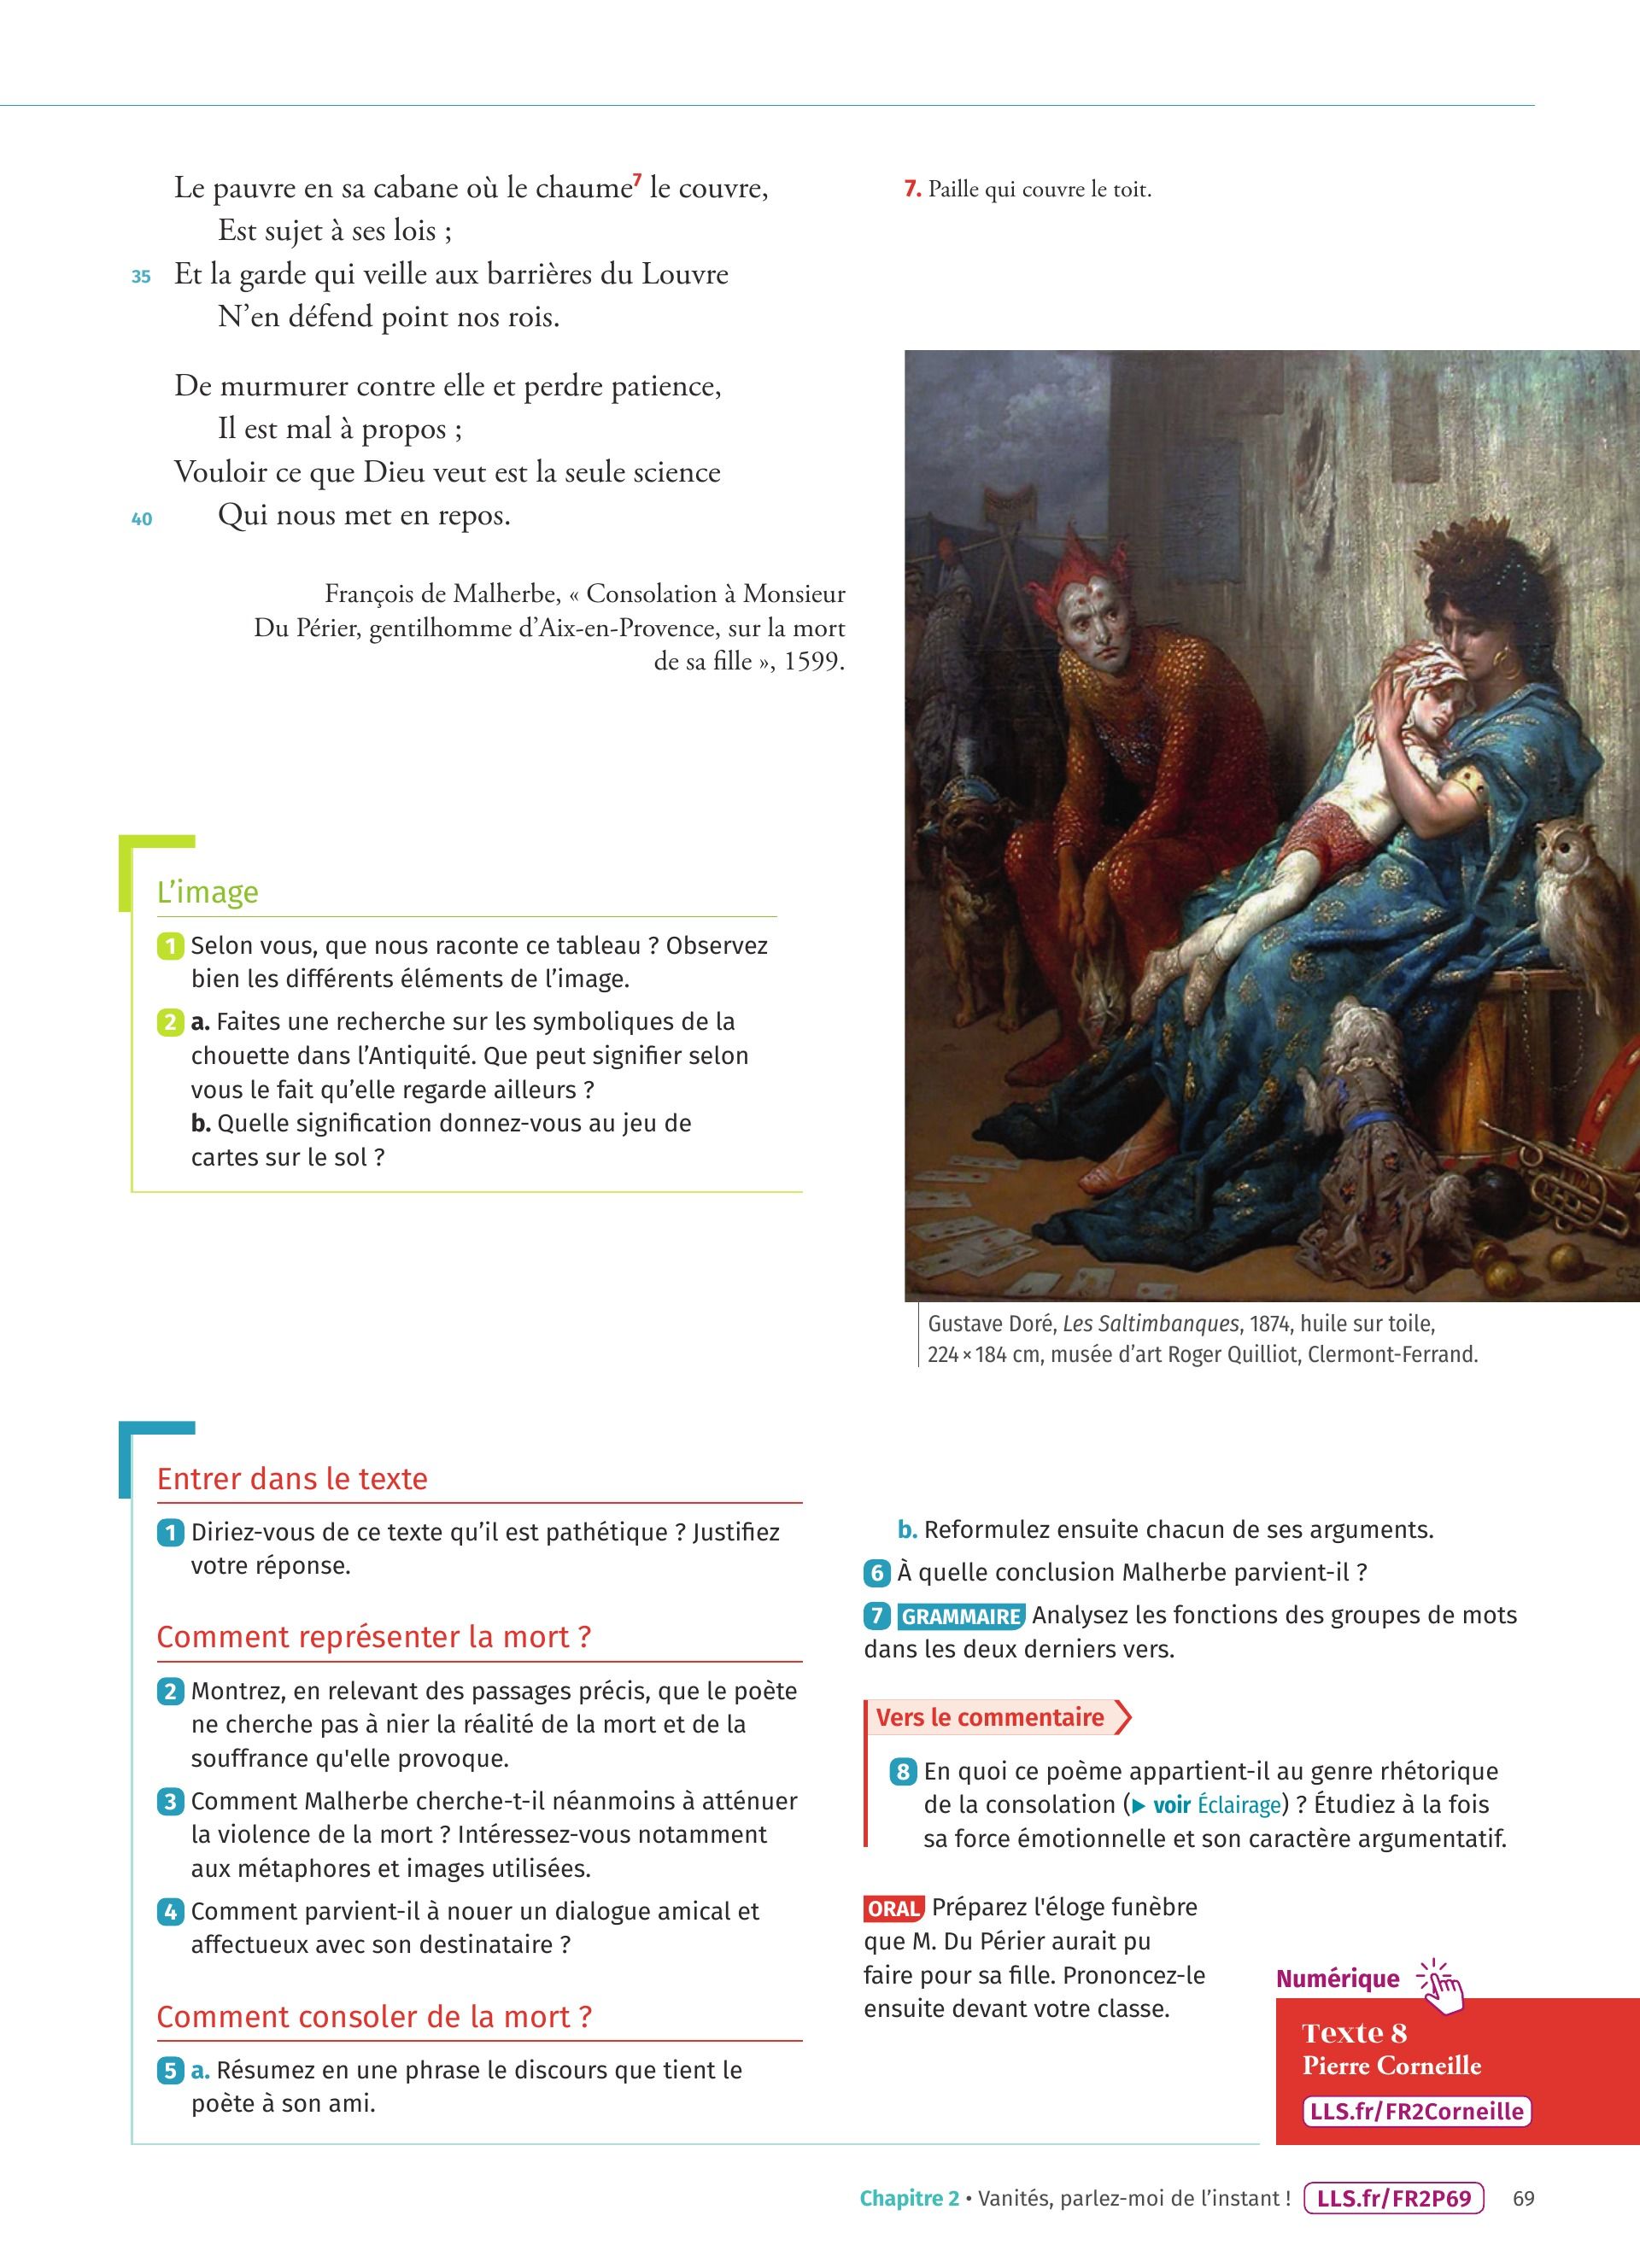 Le pauvre en sa cabane où le chaume7 le couvre,
Est sujet à ses lois ;
35 Et la garde qui veille aux barrières du Louvre
N’en défend point nos rois.
De murmurer contre elle et perdre patience,
Il est mal à propos ;
Vouloir ce que Dieu veut est la seule science
40 Qui nous met en repos.
François de Malherbe, « Consolation à Monsieur
Du Périer, gentilhomme d’Aix-en-Provence, sur la mort
de sa fille », 1599.
7. Paille qui couvre le toit.
L’image
1 Selon vous, que nous raconte ce tableau ? Observez
bien les différents éléments de l’image.
2 a. Faites une recherche sur les symboliques de la
chouette dans l’Antiquité. Que peut signifier selon
vous le fait qu’elle regarde ailleurs ?
b. Quelle signification donnez-vous au jeu de
cartes sur le sol ?
Gustave Doré, Les Saltimbanques, 1874, huile sur toile,
224 × 184 cm, musée d’art Roger Quilliot, Clermont-Ferrand.
Entrer dans le texte
1 Diriez-vous de ce texte qu’il est pathétique ? Justifiez
votre réponse.
Comment représenter la mort ?
2 Montrez, en relevant des passages précis, que le poète
ne cherche pas à nier la réalité de la mort et de la
souffrance qu'elle provoque.
3 Comment Malherbe cherche-t-il néanmoins à atténuer
la violence de la mort ? Intéressez-vous notamment
aux métaphores et images utilisées.
4 Comment parvient-il à nouer un dialogue amical et
affectueux avec son destinataire ?
Comment consoler de la mort ?
5 a. Résumez en une phrase le discours que tient le
poète à son ami.
b. Reformulez ensuite chacun de ses arguments.
6 À quelle conclusion Malherbe parvient-il ?
7 GRAMMAIRE Analysez les fonctions des groupes de mots
dans les deux derniers vers.
Vers le commentaire
8 En quoi ce poème appartient-il au genre rhétorique
de la consolation (▶ voir Éclairage) ? Étudiez à la fois
sa force émotionnelle et son caractère argumentatif.
ORAL Préparez l'éloge funèbre
que M. Du Périer aurait pu
faire pour sa fille. Prononcez-le
ensuite devant votre classe.
Numérique
Texte 8
Pierre Corneille
LLS.fr/FR2Corneille
Chapitre 2 • Vanités, parlez-moi de l’instant ! LLS.fr/FR2P69 69